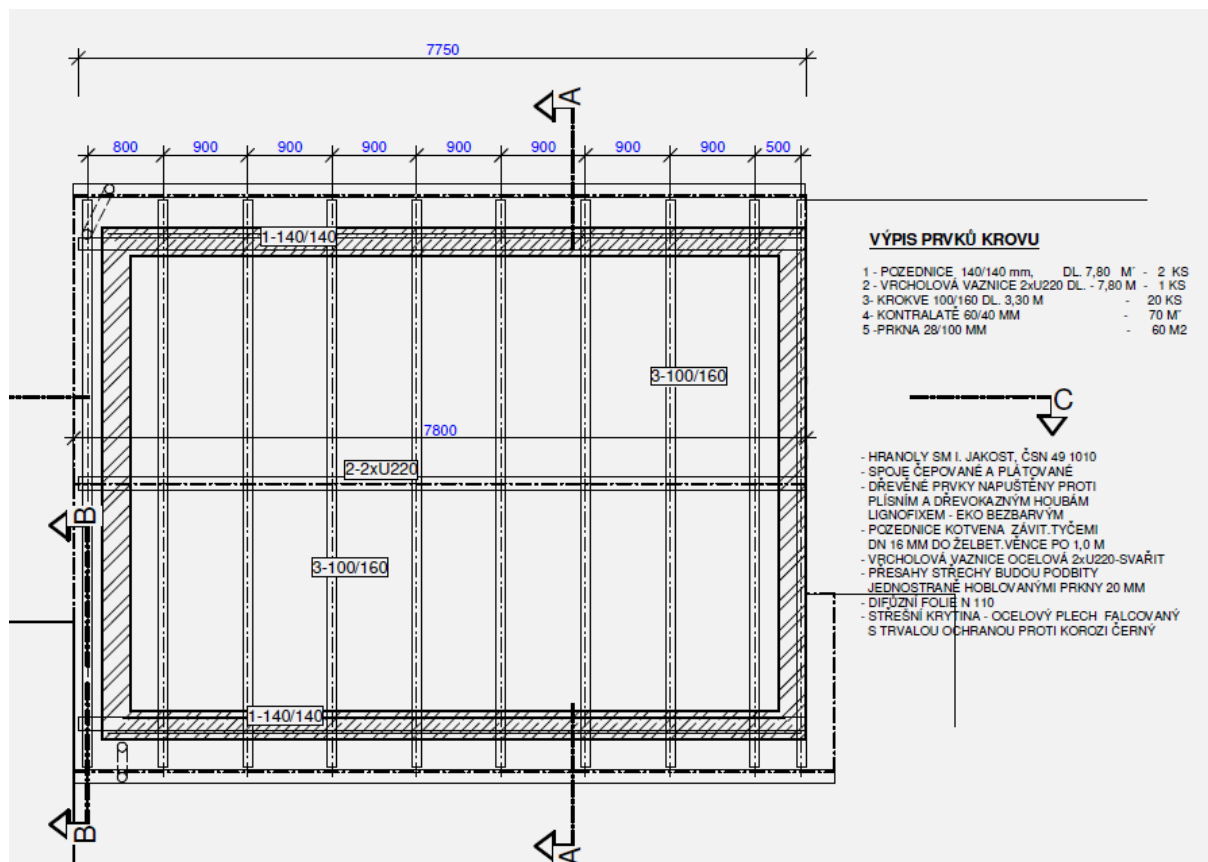 7750
A
800 900 900 900 900 900 900 900 500
1-140/140
VÝPIS PRVKŮ KROVU
1 - POZEDNICE 140/140 mm, DL. 7,80 M´ - 2 KS
2 - VRCHOLOVÁ VAZNICE 2xU220 DL. - 7,80 M - 1 KS
3- KROKVE 100/160 DL. 3,30 M - 20 KS
4- KONTRALATĚ 60/40 MM - 70 M´
5 -PRKNA 28/100 MM - 60 M2
3-100/160
C
7800
2-2xU220
- HRANOLY SM I. JAKOST, ČSN 49 1010
- SPOJE ČEPOVANÉ A PLÁTOVANÉ
- DŘEVĚNÉ PRVKY NAPUŠTĚNY PROTI
PLÍSNÍM A DŘEVOKAZNÝM HOUBÁM
LIGNOFIXEM - EKO BEZBARVÝM
- POZEDNICE KOTVENA ZÁVIT.TYČEMI
DN 16 MM DO ŽELBET.VĚNCE PO 1,0 M
- VRCHOLOVÁ VAZNICE OCELOVÁ 2xU220-SVAŘIT
- PŘESAHY STŘECHY BUDOU PODBITY
JEDNOSTRANĚ HOBLOVANÝMI PRKNY 20 MM
- DIFŮZNÍ FOLIE N 110
- STŘEŠNÍ KRYTINA - OCELOVÝ PLECH FALCOVANÝ
S TRVALOU OCHRANOU PROTI KOROZI ČERNÝ
B
3-100/160
1-140/140
B
A